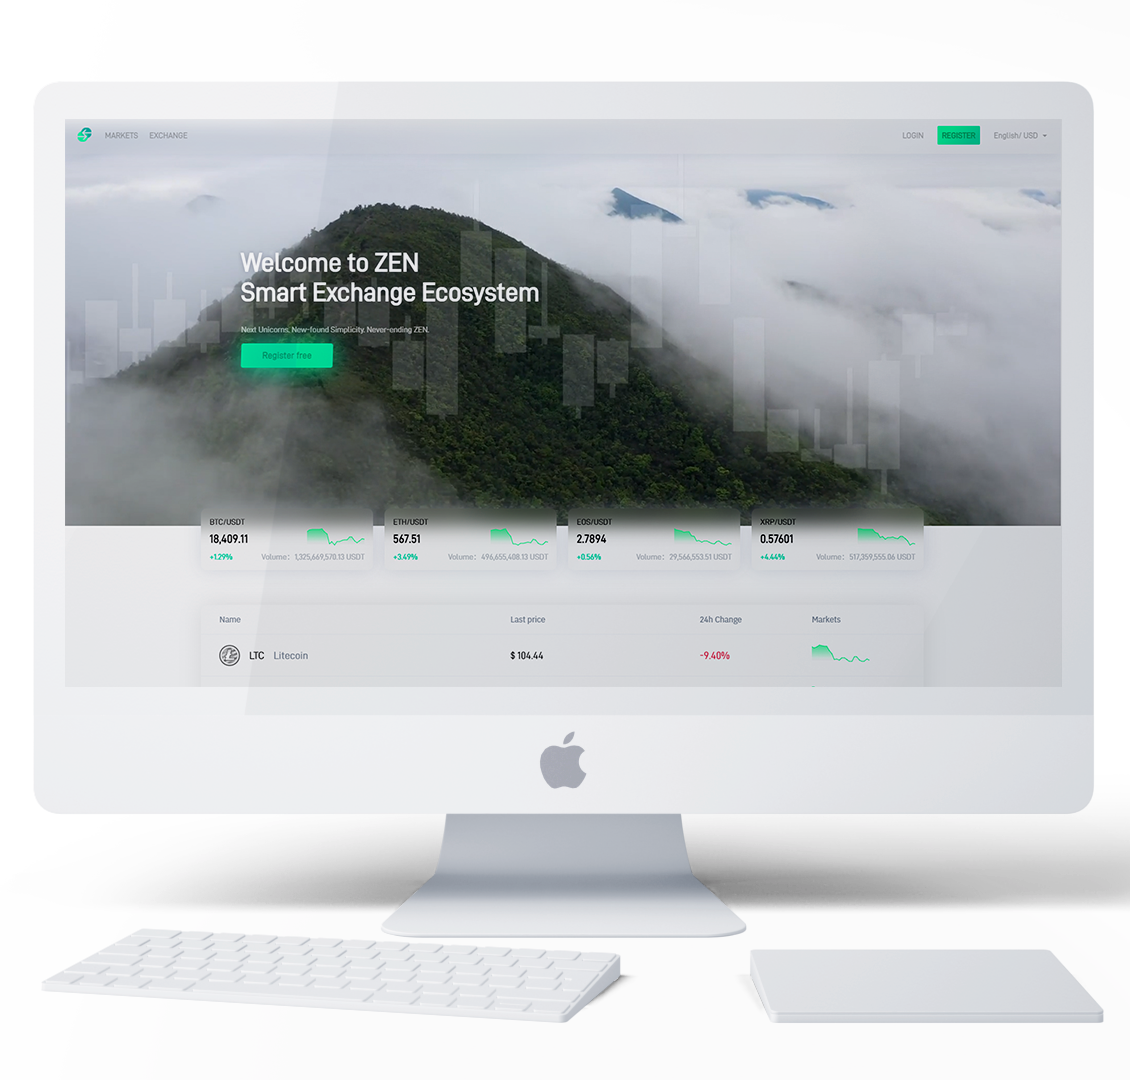 MARKETS EXCHANGE LOGIN REGISTER English/ USD
Welcome to ZEN
Smart Exchange Ecosystem
Next Unicorns. New-found Simplicity. Never-ending ZEN.
Register free
BTC/USDT
18,409.11
+1.29% Volume: 1,325,669,570.13 USDT
ETH/USDT
567.51
+3.49% Volume: 496,655,408.13 USDT
EOS/USDT
2.7894
+0.56% Volume: 29,566,553.51 USDT
XRP/USDT
0.57601
+4.44% Volume: 517,359,555.06 USDT
Name Last price 24h Change Markets
LTC Litecoin $ 104.44 -9.40%